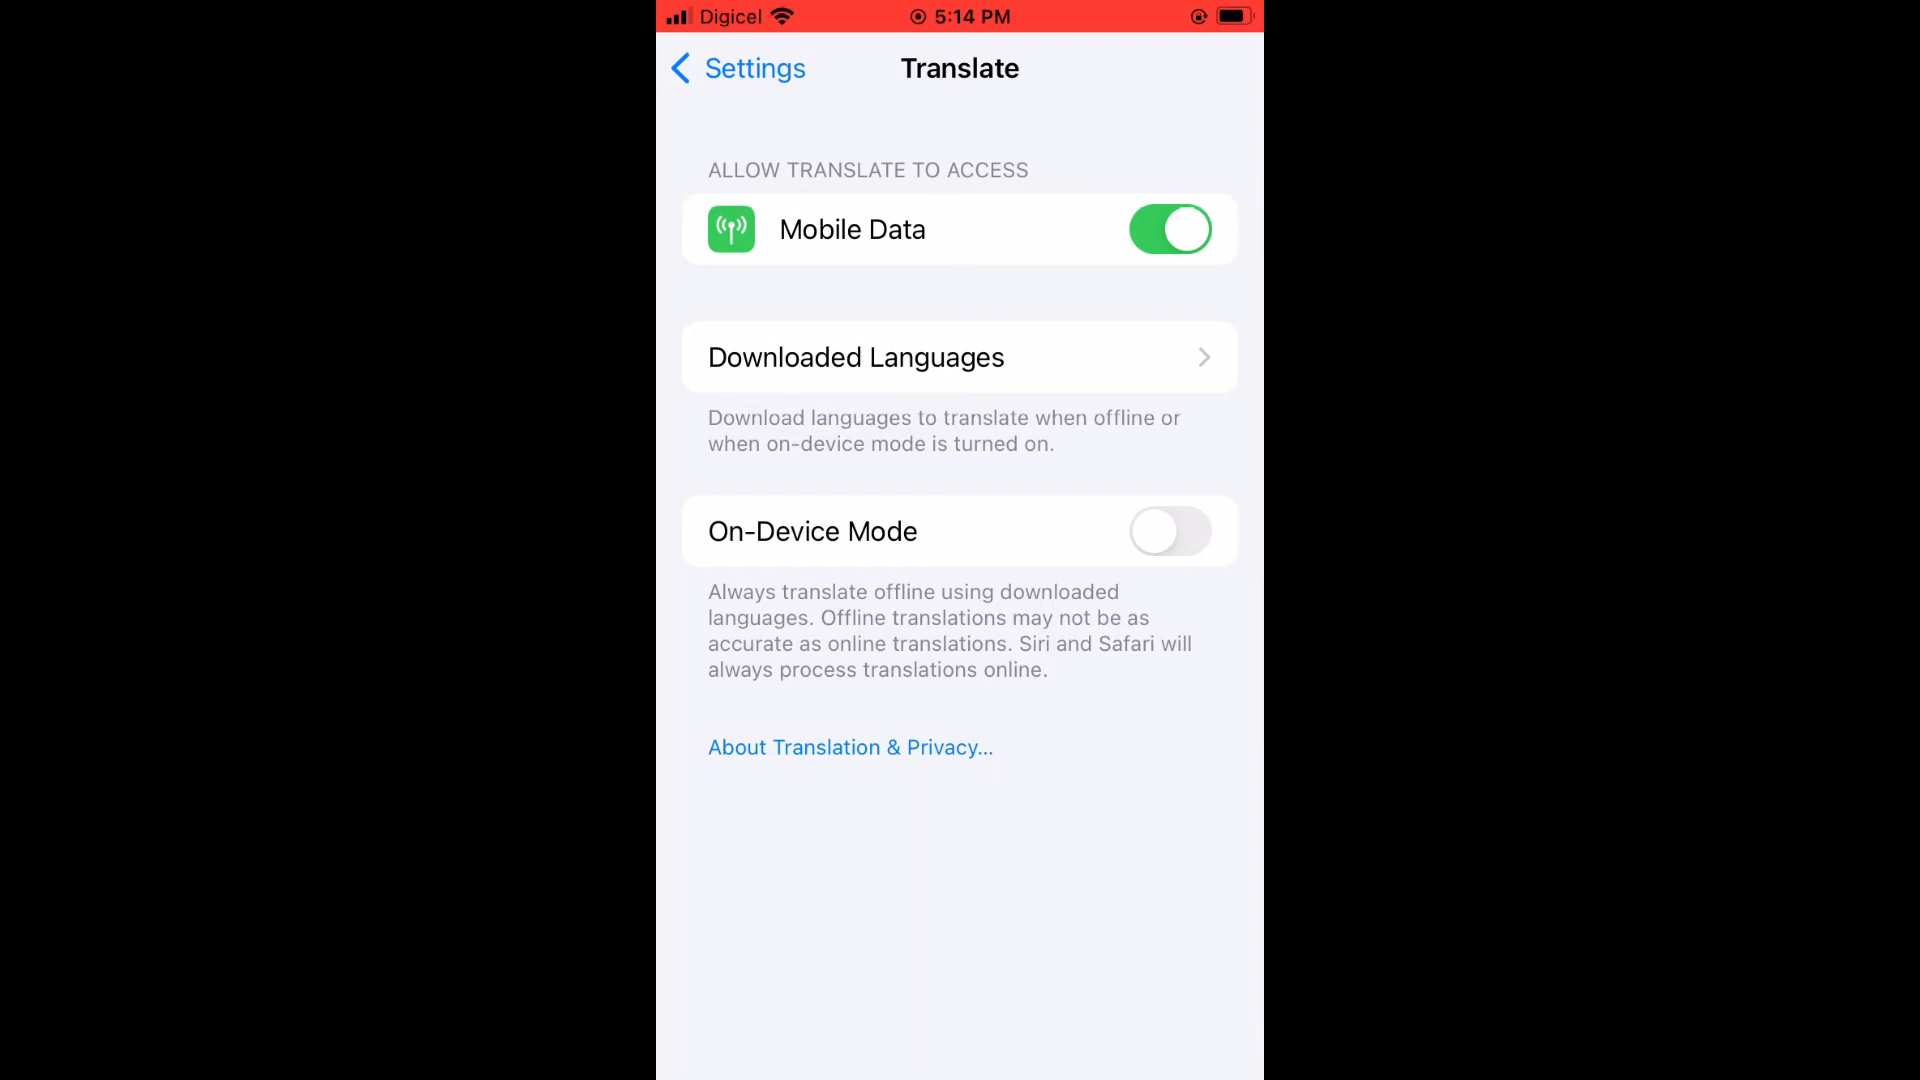 Digicel 5:14 PM
Settings Translate
ALLOW TRANSLATE TO ACCESS
Mobile Data
Downloaded Languages
Download languages to translate when offline or
when on-device mode is turned on.
On-Device Mode
Always translate offline using downloaded
languages. Offline translations may not be as
accurate as online translations. Siri and Safari will
always process translations online.
About Translation & Privacy...